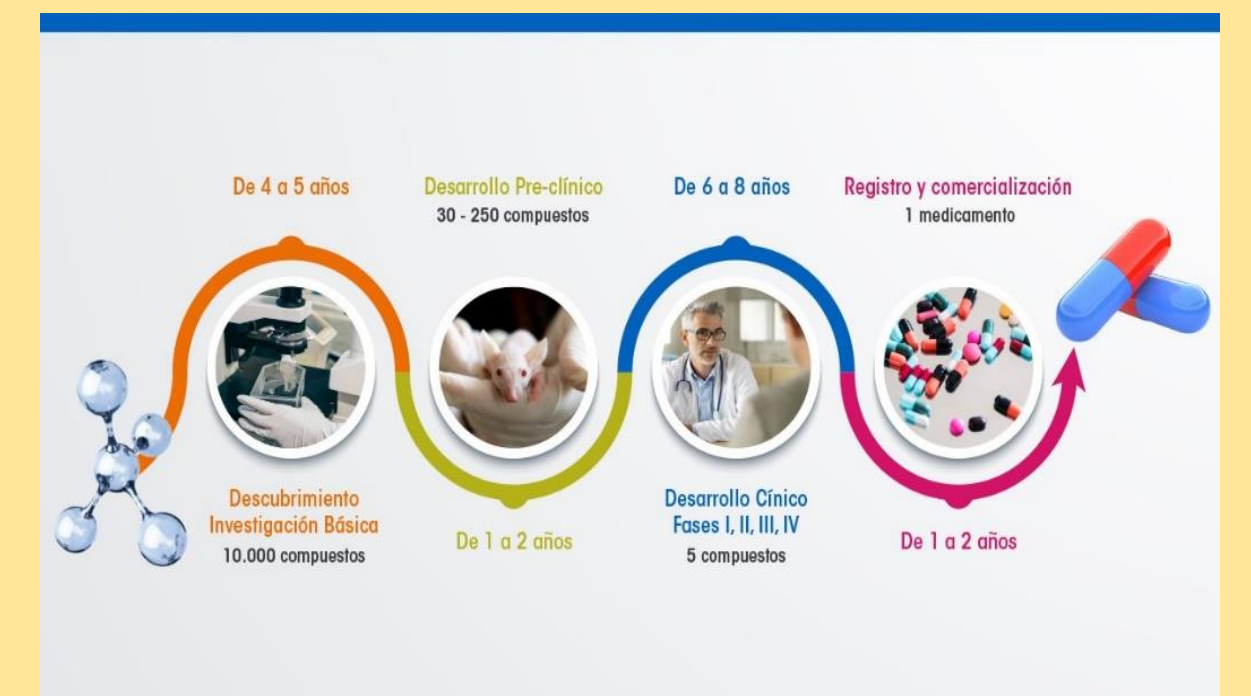 De 4 a 5 años
Descubrimiento
Investigación Básica
10.000 compuestos
Desarrollo Pre-clínico
30 - 250 compuestos
De 1 a 2 años
De 6 a 8 años
Desarrollo Cínico
Fases I, II, III, IV
5 compuestos
Registro y comercialización
1 medicamento
De 1 a 2 años